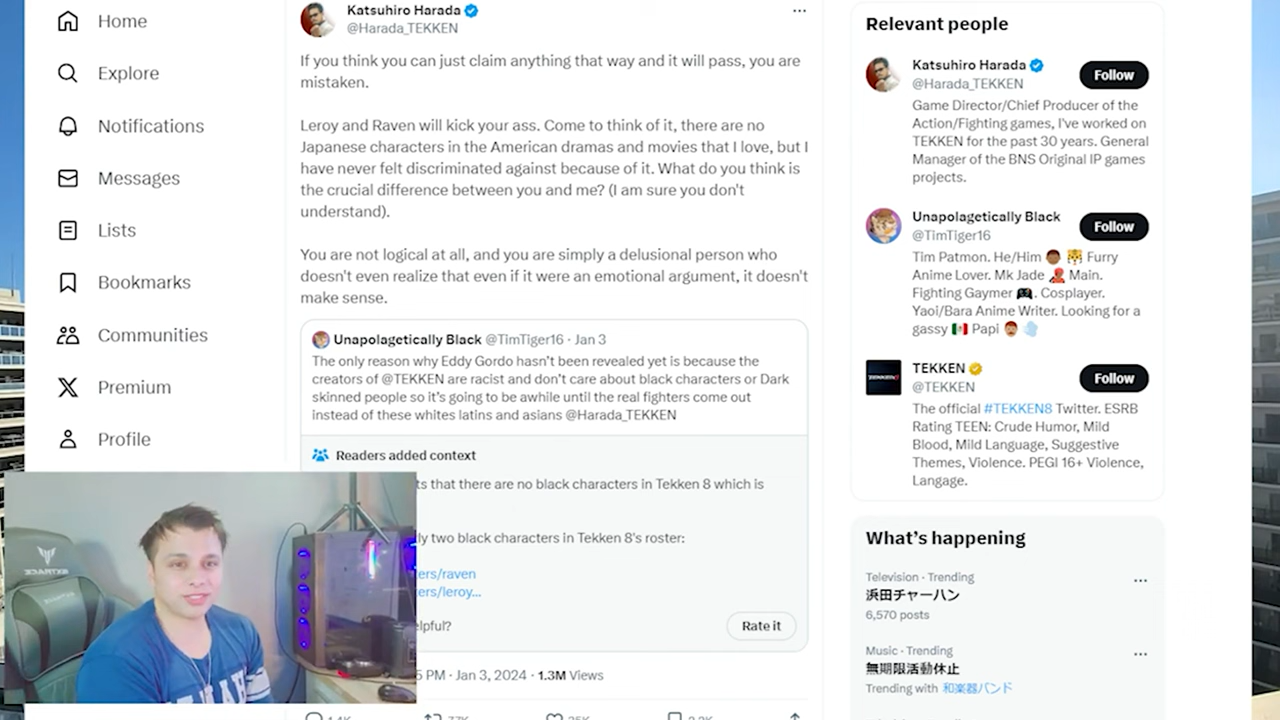 Home
Explore
Notifications
Messages
Lists
Bookmarks
Communities
Premium
Profile
Katsuhiro Harada
@Harada_TEKKEN
If you think you can just claim anything that way and it will pass, you are
mistaken.
Leroy and Raven will kick your ass. Come to think of it, there are no
Japanese characters in the American dramas and movies that I love, but I
have never felt discriminated against because of it. What do you think is
the crucial difference between you and me? (I am sure you don't
understand).
You are not logical at all, and you are simply a delusional person who
doesn't even realize that even if it were an emotional argument, it doesn't
make sense.
Unapolagetically Black @TimTiger16 · Jan 3
The only reason why Eddy Gordo hasn't been revealed yet is because the
creators of @TEKKEN are racist and don't care about black characters or Dark
skinned people so it's going to be awhile until the real fighters come out
instead of these whites latins and asians @Harada_TEKKEN
Readers added context
that there are no black characters in Tekken 8 which is
two black characters in Tekken 8's roster:
ers/raven
ers/leroy...
Rate it
PM · Jan 3, 2024 · 1.3M Views
Relevant people
Katsuhiro Harada
@Harada_TEKKEN
Follow
Game Director/Chief Producer of the
Action/Fighting games, I've worked on
TEKKEN for the past 30 years. General
Manager of the BNS Original IP games
projects.
Unapolagetically Black
@TimTiger16
Follow
Tim Patmon. He/Him Furry
Anime Lover. Mk Jade Main.
Fighting Gaymer. Cosplayer.
Yaoi/Bara Anime Writer. Looking for a
gassy Papi
TEKKEN
@TEKKEN
Follow
The official #TEKKEN8 Twitter. ESRB
Rating TEEN: Crude Humor, Mild
Blood, Mild Language, Suggestive
Themes, Violence. PEGI 16+ Violence,
Langage.
What's happening
Television · Trending
浜田チャーハン
6,570 posts
Music · Trending
無期限活動休止
Trending with 和楽器バンド